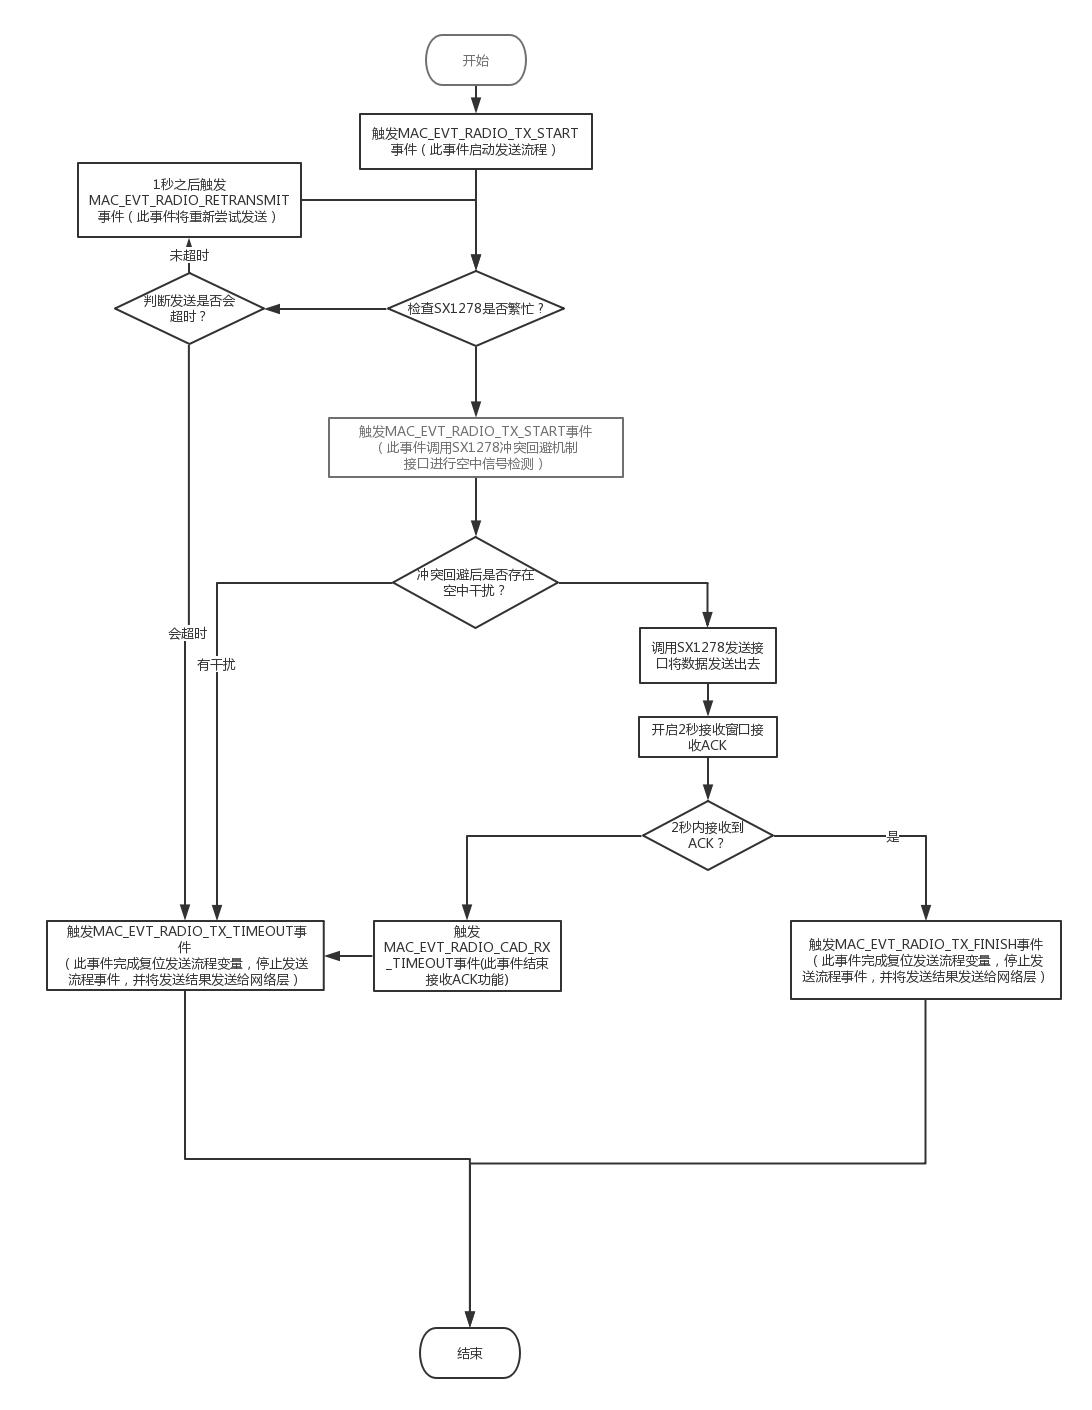 开始
触发MAC_EVT_RADIO_TX_START
事件（此事件启动发送流程）
1秒之后触发
MAC_EVT_RADIO_RETRANSMIT
事件（此事件将重新尝试发送）
未超时
判断发送是否会
超时？
检查SX1278是否繁忙？
触发MAC_EVT_RADIO_TX_START事件
（此事件调用SX1278冲突回避机制
接口进行空中信号检测）
冲突回避后是否存在
空中干扰？
会超时
有干扰
调用SX1278发送接
口将数据发送出去
开启2秒接收窗口接
收ACK
2秒内接收到
ACK？
是
触发MAC_EVT_RADIO_TX_TIMEOUT事
件
（此事件完成复位发送流程变量，停止发送
流程事件，并将发送结果发送给网络层）
触发
MAC_EVT_RADIO_CAD_RX
_TIMEOUT事件(此事件结束
接收ACK功能)
触发MAC_EVT_RADIO_TX_FINISH事件
（此事件完成复位发送流程变量，停止发
送流程事件，并将发送结果发送给网络层）
结束